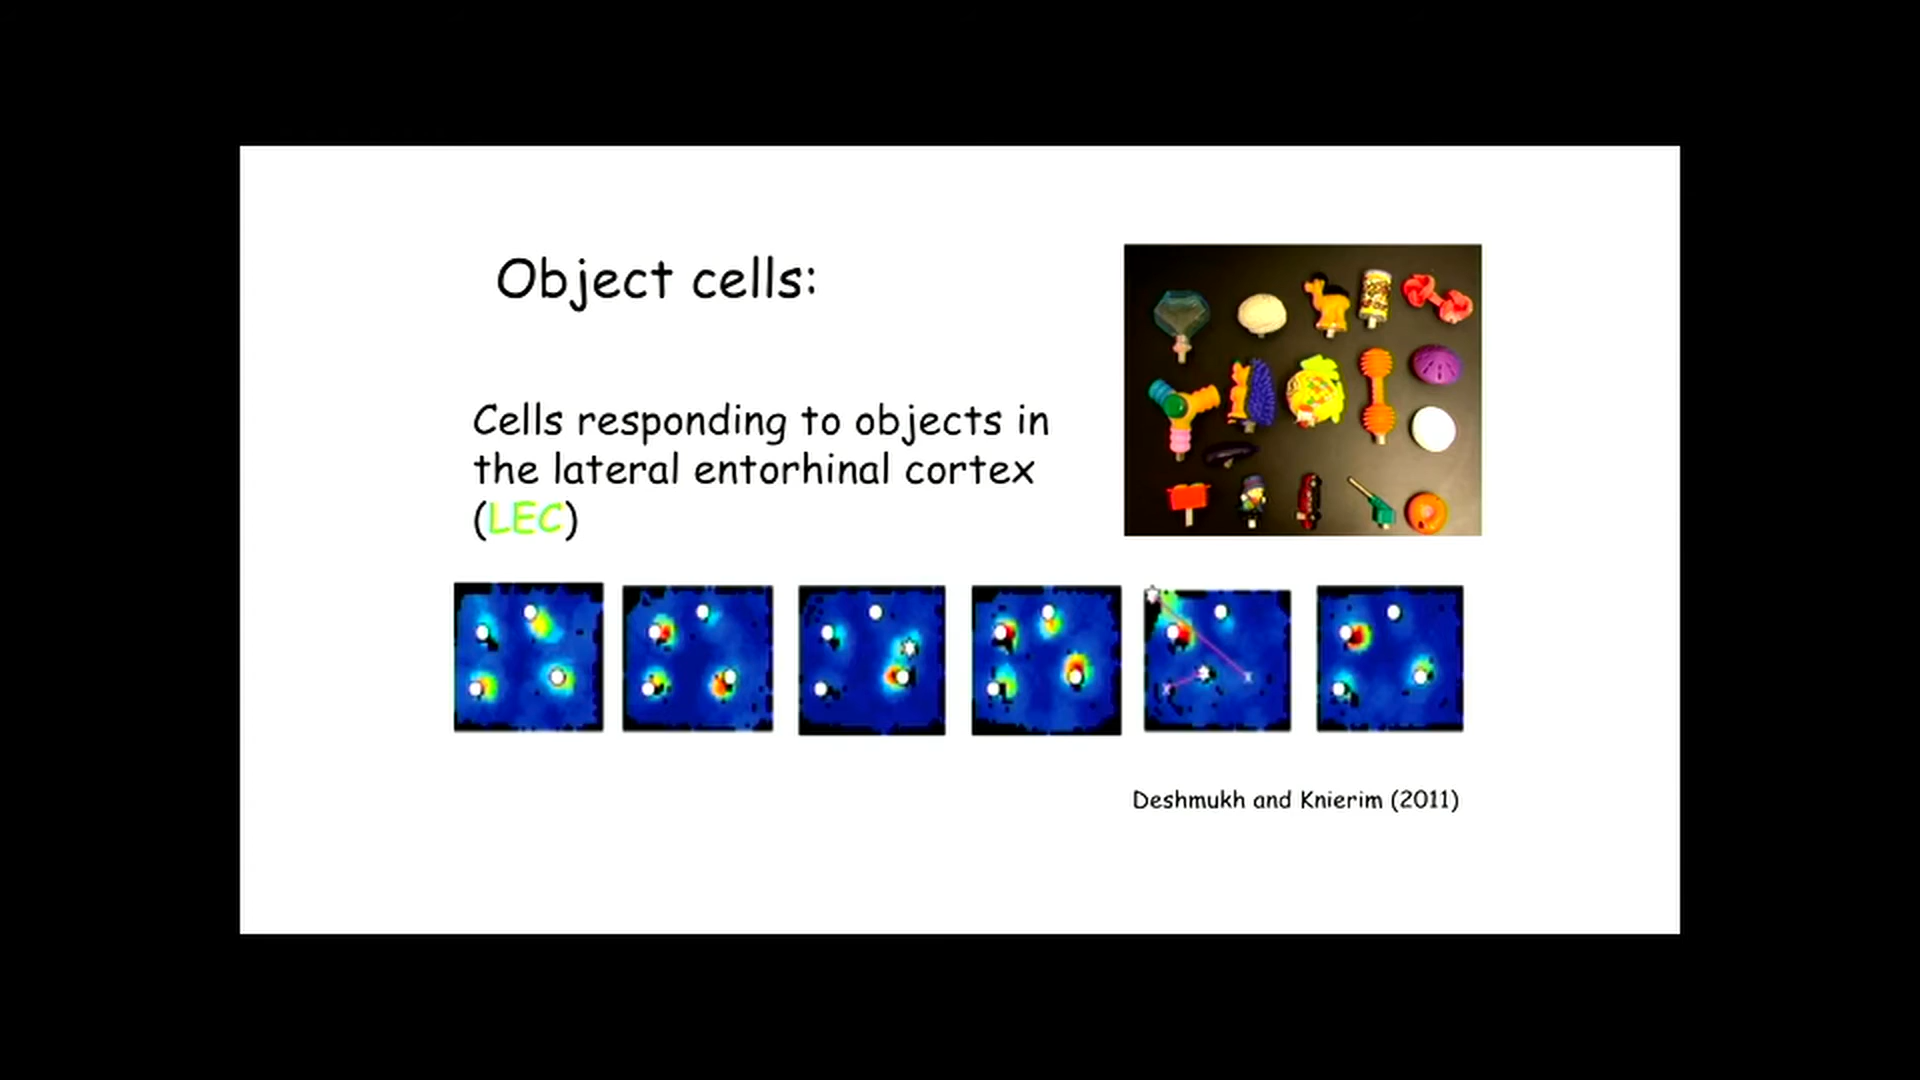 Object cells:
Cells responding to objects in
the lateral entorhinal cortex
(LEC)
Deshmukh and Knierim (2011)